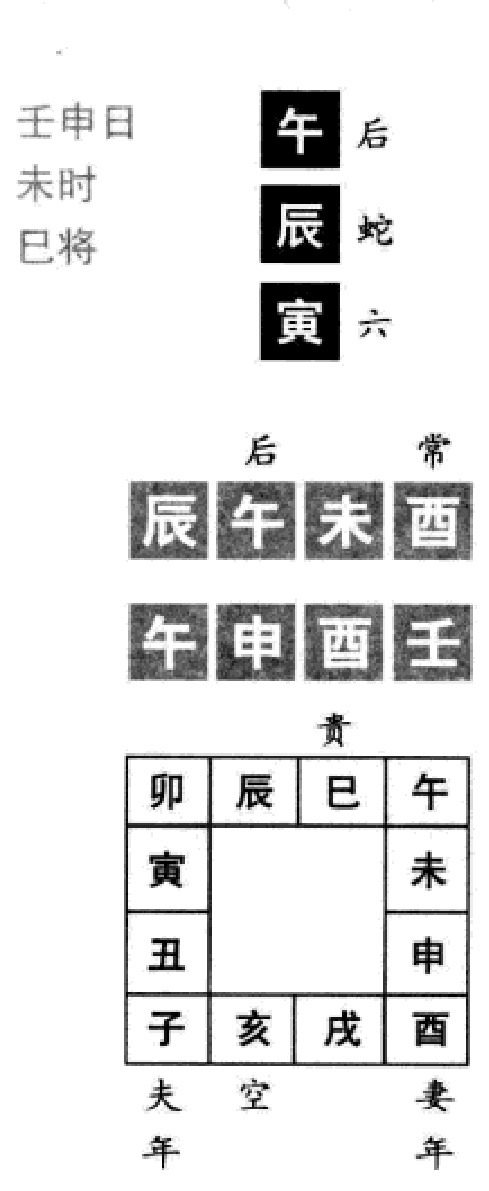 壬申日
未时
巳将
午 后
辰 蛇
寅 六
后 常
辰 午 未 酉
午 申 酉 壬
贵
卯 辰 巳 午
寅 未
丑 申
子 亥 戌 酉
夫 空 妻
年 年